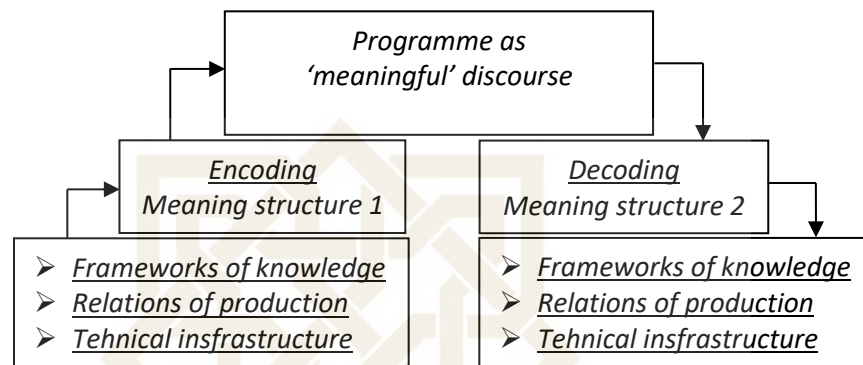 Programme as
‘meaningful’ discourse
Encoding
Meaning structure 1
Decoding
Meaning structure 2
➢ Frameworks of knowledge
➢ Relations of production
➢ Tehnical insfrastructure
➢ Frameworks of knowledge
➢ Relations of production
➢ Tehnical insfrastructure